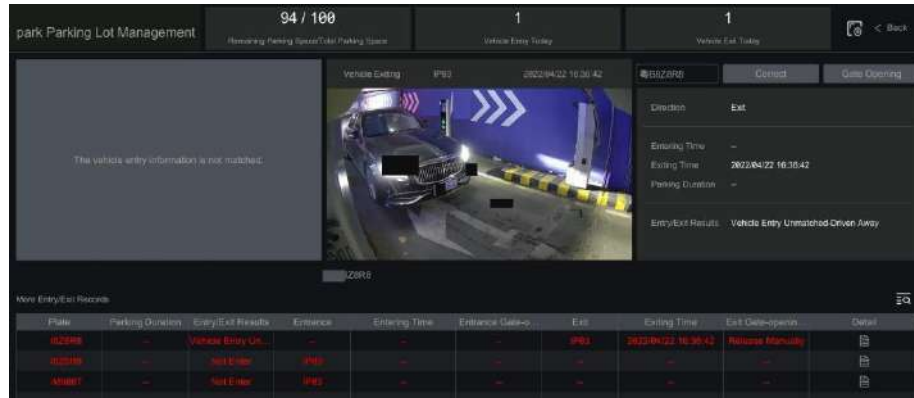 park Parking Lot Management
94 / 100
Remaining Parking Space/Total Parking Space
1
Vehicle Entry Today
1
Vehicle Exit Today
< Back
The vehicle entry information is not matched.
Vehicle Exiting IP83 2022/04/22 16:36:42
Correct
Gate Opening
Direction Exit
Entering Time --
Exiting Time 2022/04/22 16:36:42
Parking Duration --
Entry/Exit Results Vehicle Entry Unmatched-Driven Away
More Entry/Exit Records
Plate Parking Duration Entry/Exit Results Entrance Entering Time Entrance Gate-o... Exit Exiting Time Exit Gate-openin... Detail
-- Vehicle Entry Un... -- -- -- IP83 2022/04/22 16:36:42 Release Manually
-- Not Enter IP83 -- -- -- -- --
-- Not Enter IP83 -- -- -- -- --